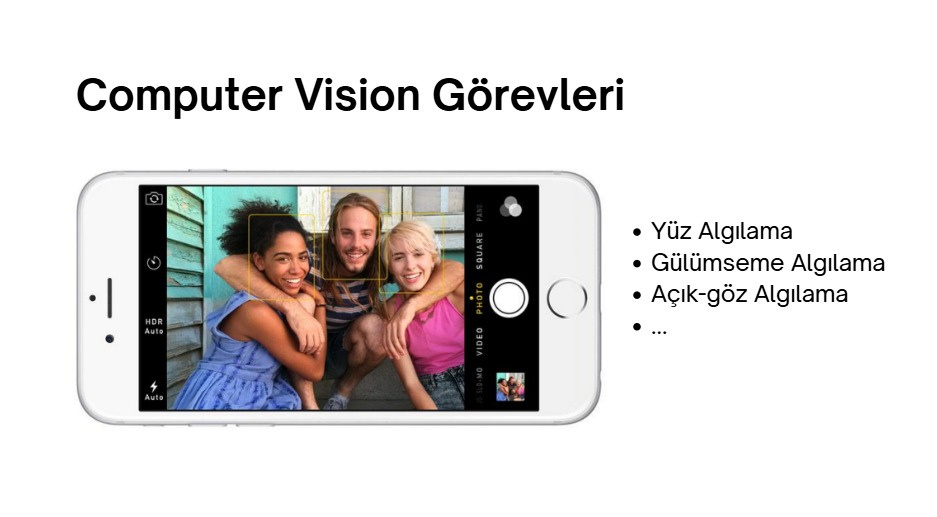 Computer Vision Görevleri
HDR
Auto
Auto
PANO
SQUARE
PHOTO
VIDEO
SLO-MO
• Yüz Algılama
• Gülümseme Algılama
• Açık-göz Algılama
• ...